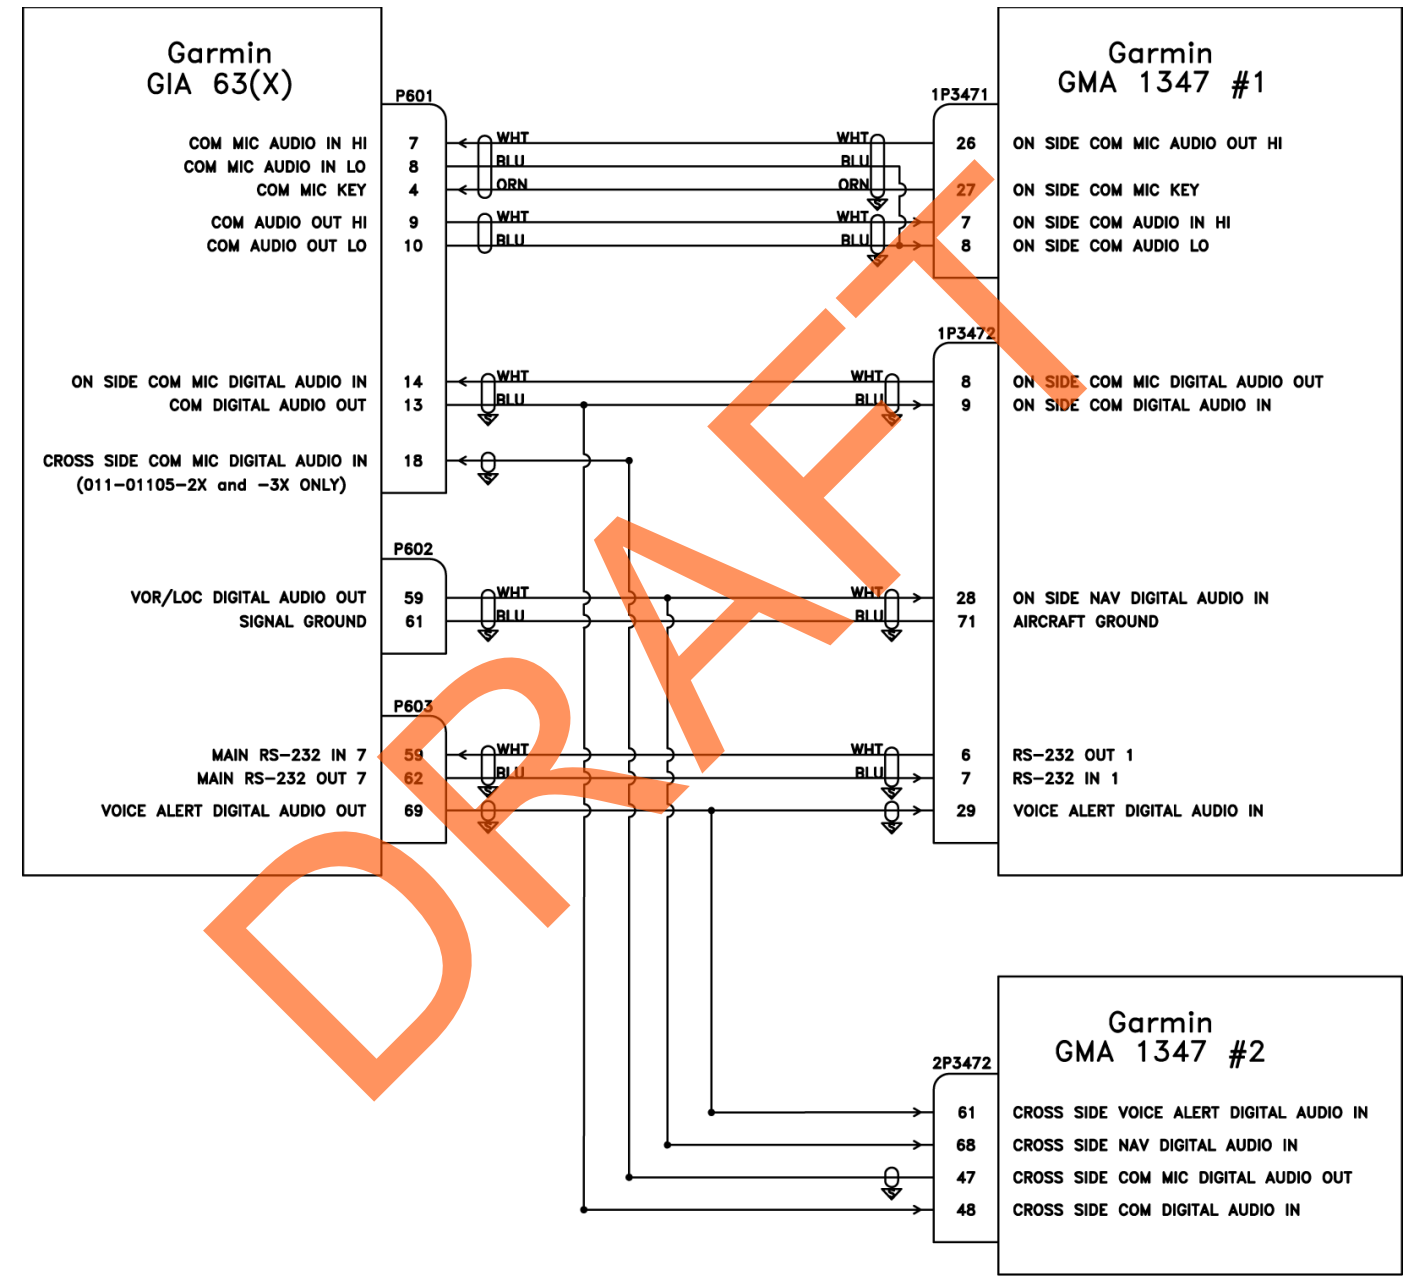 Garmin
GIA 63(X)
P601
COM MIC AUDIO IN HI 7
COM MIC AUDIO IN LO 8
COM MIC KEY 4
COM AUDIO OUT HI 9
COM AUDIO OUT LO 10
WHT
BLU
ORN
WHT
BLU
WHT
BLU
ORN
S
WHT
BLU
S
Garmin
GMA 1347 #1
1P3471
26 ON SIDE COM MIC AUDIO OUT HI
27 ON SIDE COM MIC KEY
7 ON SIDE COM AUDIO IN HI
8 ON SIDE COM AUDIO LO
ON SIDE COM MIC DIGITAL AUDIO IN 14
COM DIGITAL AUDIO OUT 13
CROSS SIDE COM MIC DIGITAL AUDIO IN 18
(011-01105-2X and -3X ONLY)
WHT
BLU
S
S
WHT
BLU
S
1P3472
8 ON SIDE COM MIC DIGITAL AUDIO OUT
9 ON SIDE COM DIGITAL AUDIO IN
P602
VOR/LOC DIGITAL AUDIO OUT 59
SIGNAL GROUND 61
WHT
BLU
S
WHT
BLU
S
28 ON SIDE NAV DIGITAL AUDIO IN
71 AIRCRAFT GROUND
P603
MAIN RS-232 IN 7 59
MAIN RS-232 OUT 7 62
VOICE ALERT DIGITAL AUDIO OUT 69
WHT
BLU
S
S
WHT
BLU
S
S
6 RS-232 OUT 1
7 RS-232 IN 1
29 VOICE ALERT DIGITAL AUDIO IN
Garmin
GMA 1347 #2
2P3472
61 CROSS SIDE VOICE ALERT DIGITAL AUDIO IN
68 CROSS SIDE NAV DIGITAL AUDIO IN
S
47 CROSS SIDE COM MIC DIGITAL AUDIO OUT
48 CROSS SIDE COM DIGITAL AUDIO IN
DRAFT